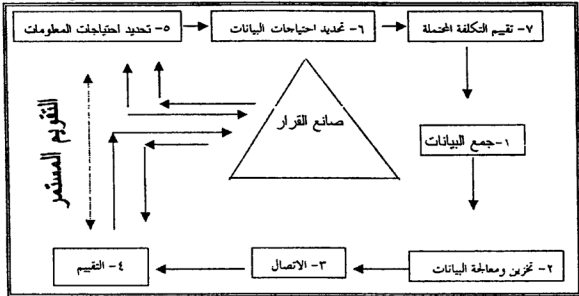 ٥- تحديد احتياجات المعلومات
٦- تحديد احتياجات البيانات
٧- تقييم التكلفة المحتملة
صانع القرار
١-جمع البيانات
التقويم المستمر
٤- التقييم
٣- الاتصال
٢- تخزين ومعالجة البيانات